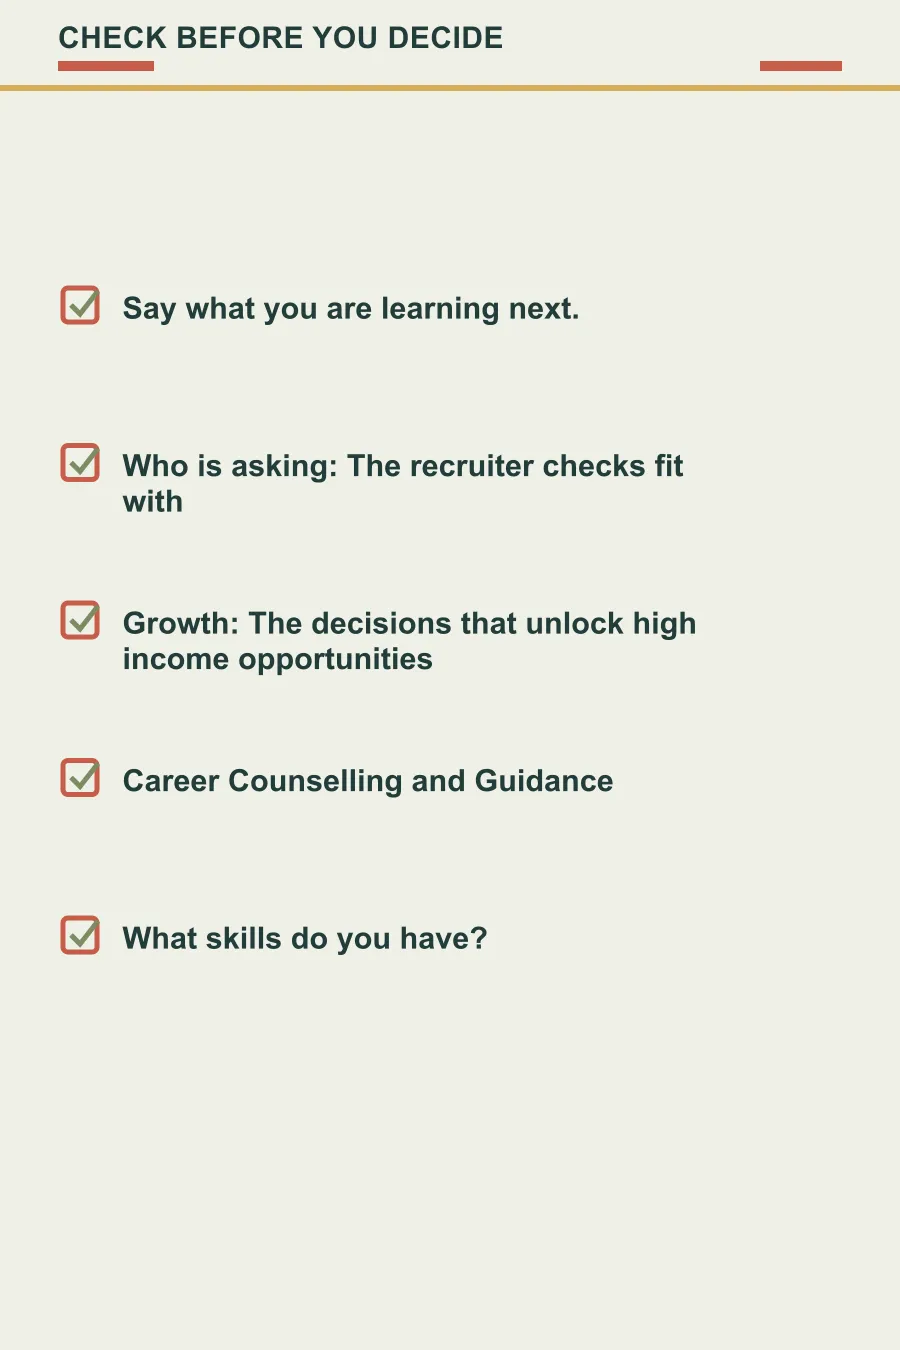 CHECK BEFORE YOU DECIDE
Say what you are learning next.
Who is asking: The recruiter checks fit
with
Growth: The decisions that unlock high
income opportunities
Career Counselling and Guidance
What skills do you have?